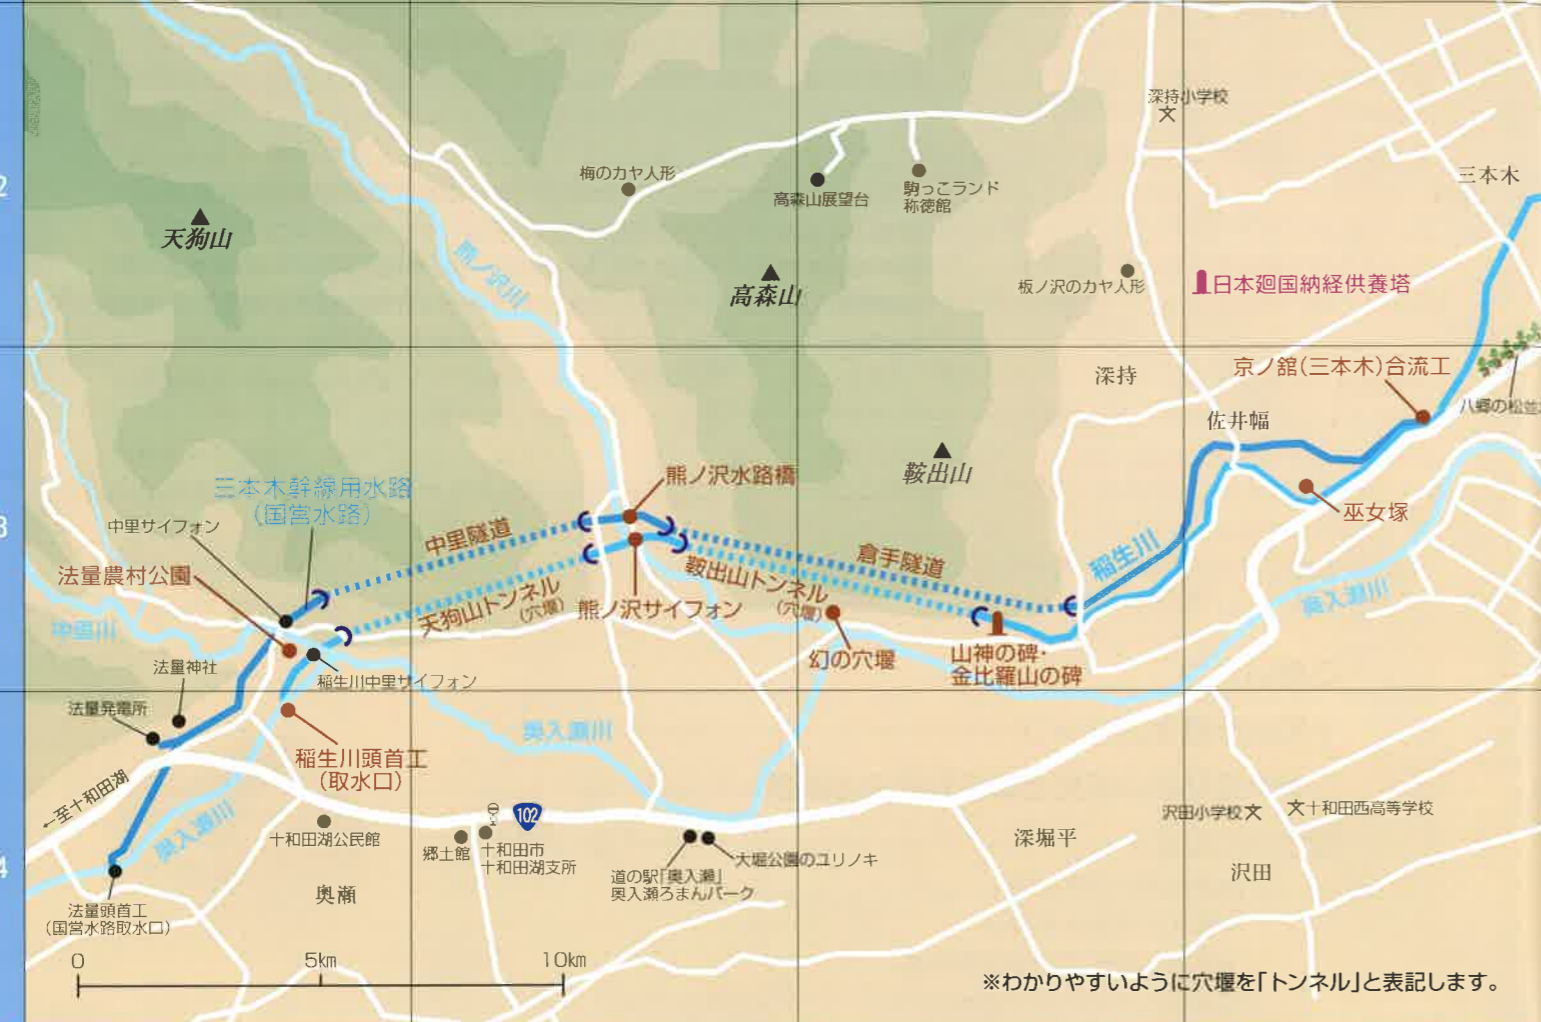 2
3
4
深持小学校
文
三本木
梅のカヤ人形
高森山展望台
駒っこランド
称徳館
天狗山
熊ノ沢川
高森山
板ノ沢のカヤ人形
日本廻国納経供養塔
深持
京ノ舘(三本木)合流工
八郷の松並
佐井幅
鞍出山
熊ノ沢水路橋
巫女塚
三本木幹線用水路
(国営水路)
中里サイフォン
中里隧道
倉手隧道
稲生川
法量農村公園
天狗山トンネル
(穴堰)
熊ノ沢サイフォン
鞍出山トンネル
(穴堰)
奥入瀬川
中里川
幻の穴堰
山神の碑・
金比羅山の碑
法量神社
稲生川中里サイフォン
法量発電所
稲生川頭首工
(取水口)
奥入瀬川
←至十和田湖
奥入瀬川
十和田湖公民館
郷土館
十和田市
十和田湖支所
102
道の駅「奥入瀬」
奥入瀬ろまんパーク
大堀公園のユリノキ
深堀平
沢田小学校文
文十和田西高等学校
沢田
奥瀬
法量頭首工
(国営水路取水口)
0 5km 10km
※わかりやすいように穴堰を「トンネル」と表記します。